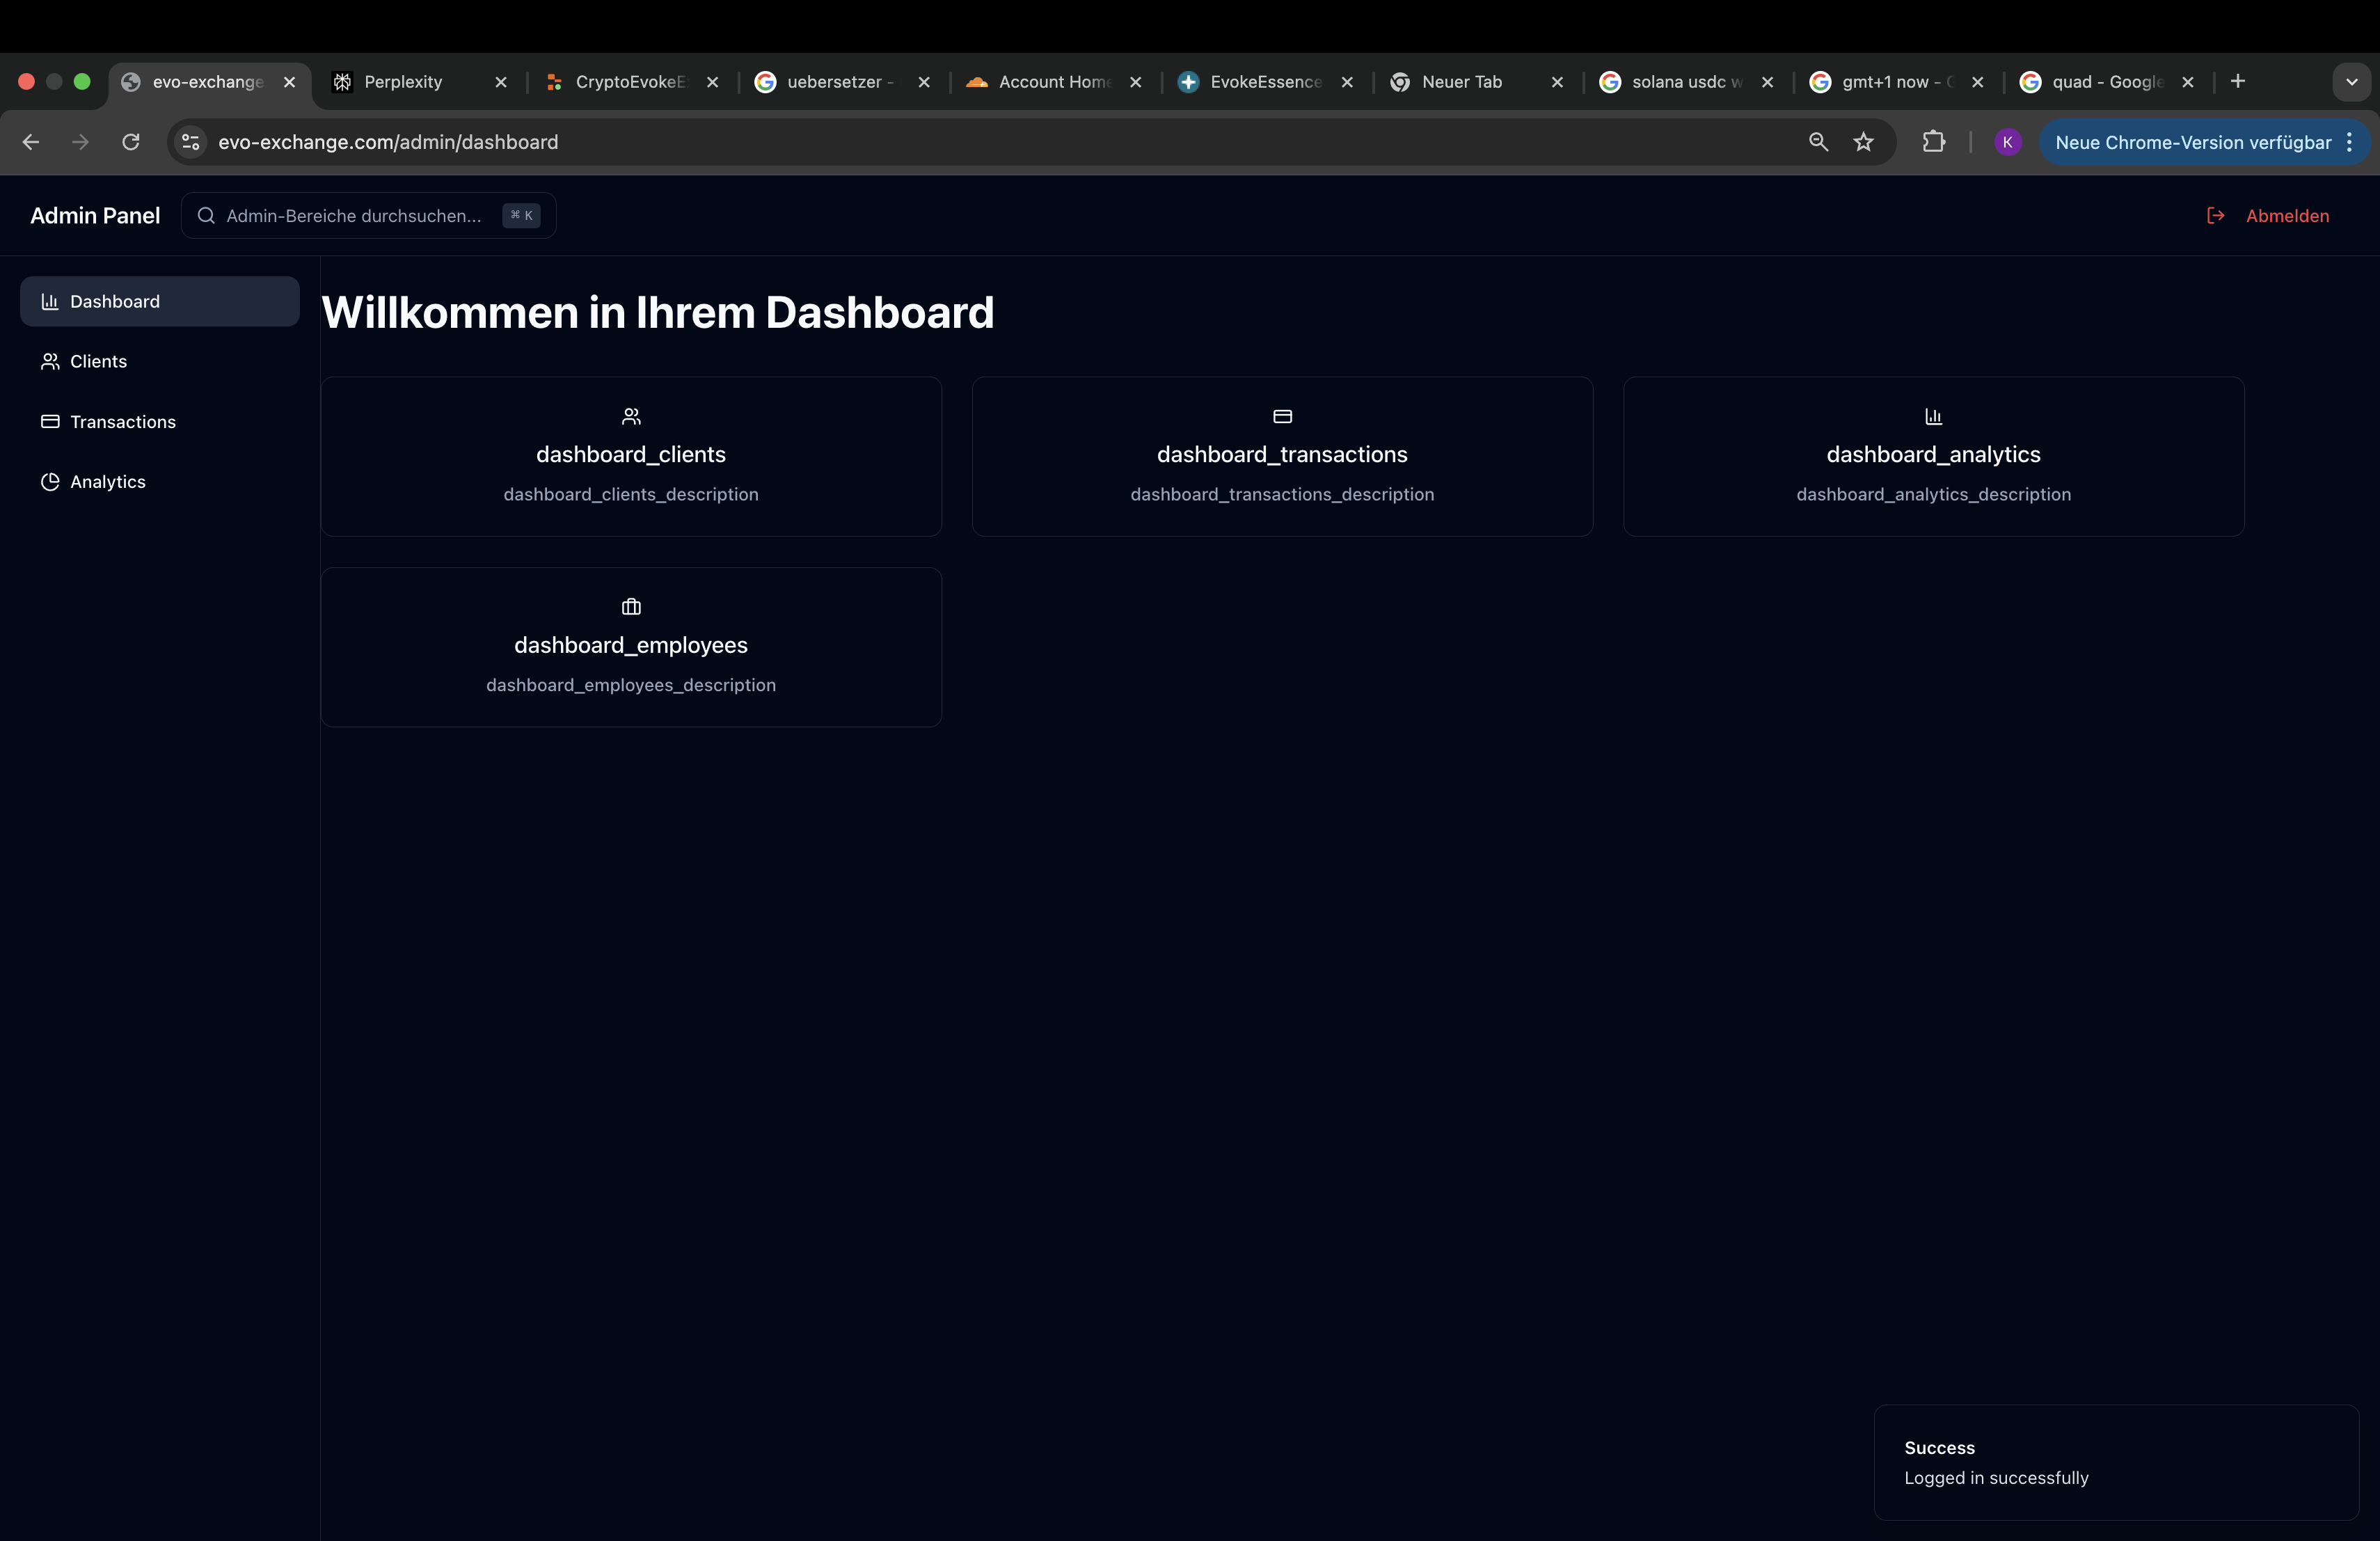 evo-exchange
Perplexity
CryptoEvokeE
uebersetzer -
Account Home
EvokeEssence
Neuer Tab
solana usdc w
gmt+1 now -
quad - Google
evo-exchange.com/admin/dashboard
K
Neue Chrome-Version verfügbar
Admin Panel
Admin-Bereiche durchsuchen...
⌘ K
Abmelden
Dashboard
Clients
Transactions
Analytics
Willkommen in Ihrem Dashboard
dashboard_clients
dashboard_clients_description
dashboard_transactions
dashboard_transactions_description
dashboard_analytics
dashboard_analytics_description
dashboard_employees
dashboard_employees_description
Success
Logged in successfully